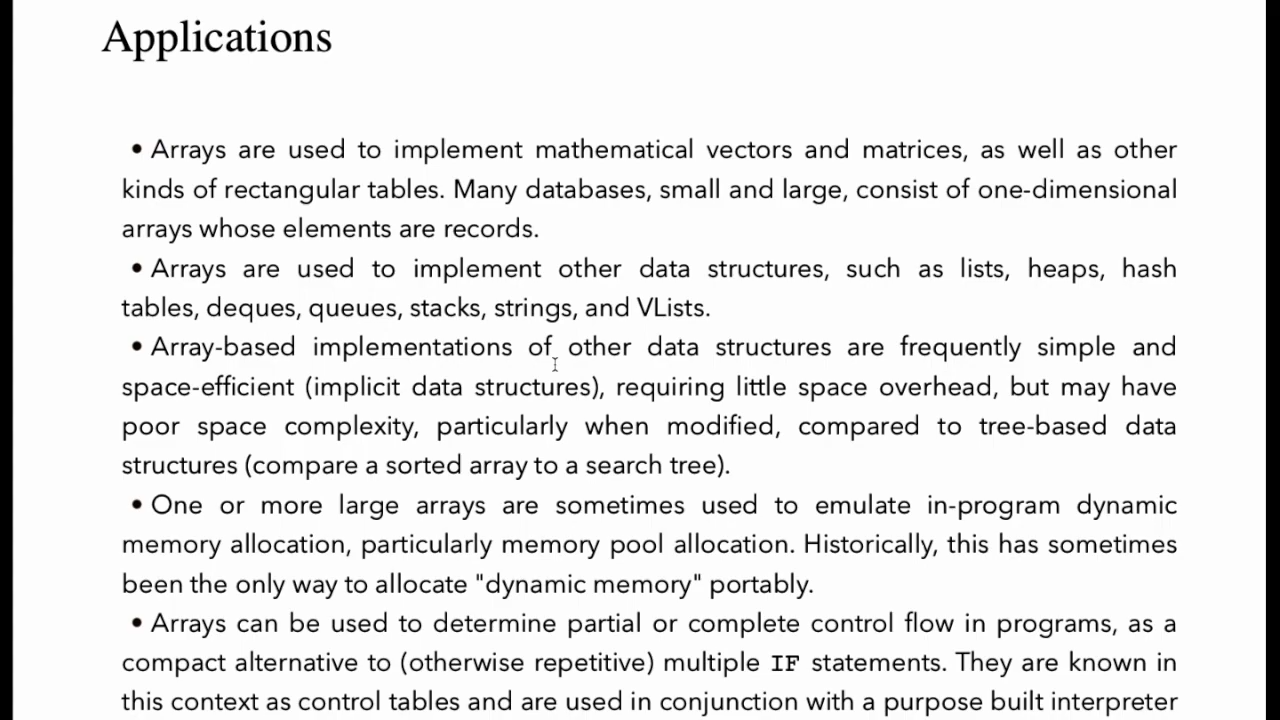 Applications
• Arrays are used to implement mathematical vectors and matrices, as well as other
kinds of rectangular tables. Many databases, small and large, consist of one-dimensional
arrays whose elements are records.
• Arrays are used to implement other data structures, such as lists, heaps, hash
tables, deques, queues, stacks, strings, and VLists.
• Array-based implementations of other data structures are frequently simple and
space-efficient (implicit data structures), requiring little space overhead, but may have
poor space complexity, particularly when modified, compared to tree-based data
structures (compare a sorted array to a search tree).
• One or more large arrays are sometimes used to emulate in-program dynamic
memory allocation, particularly memory pool allocation. Historically, this has sometimes
been the only way to allocate "dynamic memory" portably.
• Arrays can be used to determine partial or complete control flow in programs, as a
compact alternative to (otherwise repetitive) multiple IF statements. They are known in
this context as control tables and are used in conjunction with a purpose built interpreter